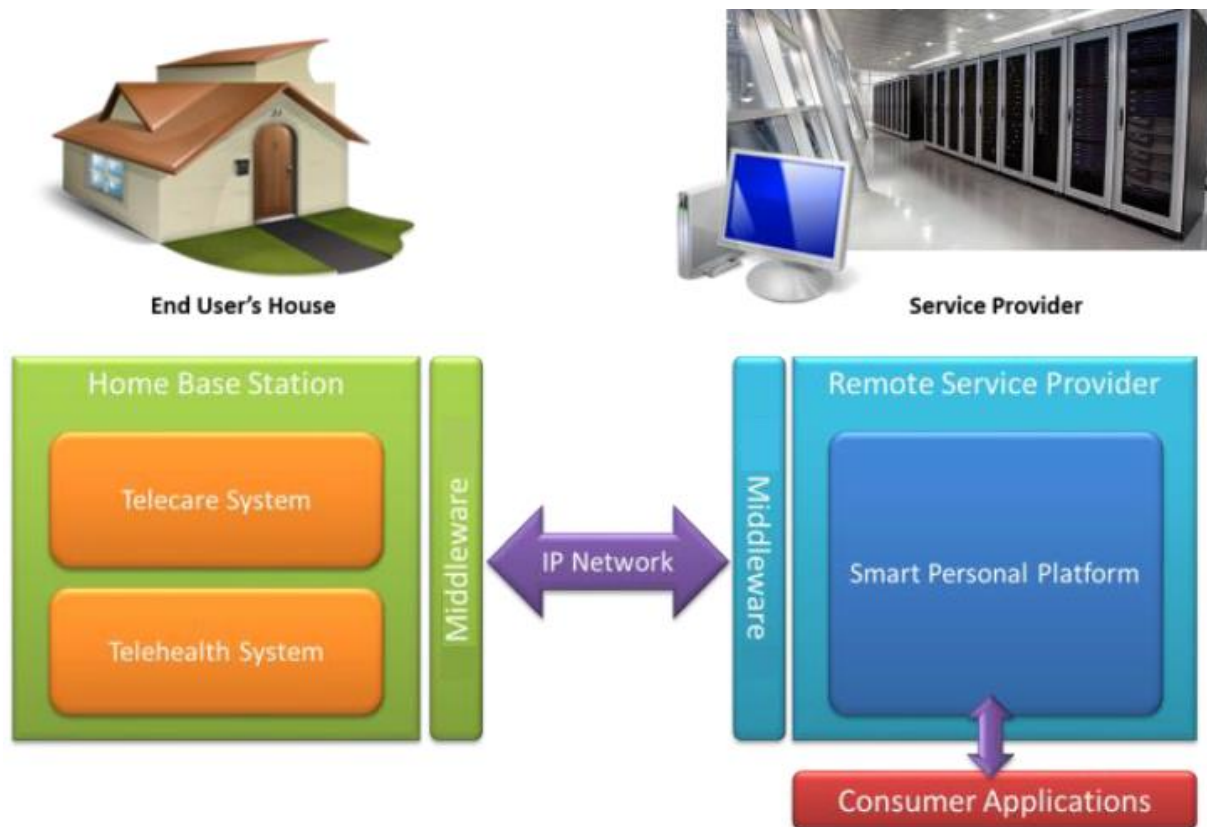 End User's House
Service Provider
Home Base Station
Telecare System
Telehealth System
Middleware
IP Network
Middleware
Remote Service Provider
Smart Personal Platform
Consumer Applications